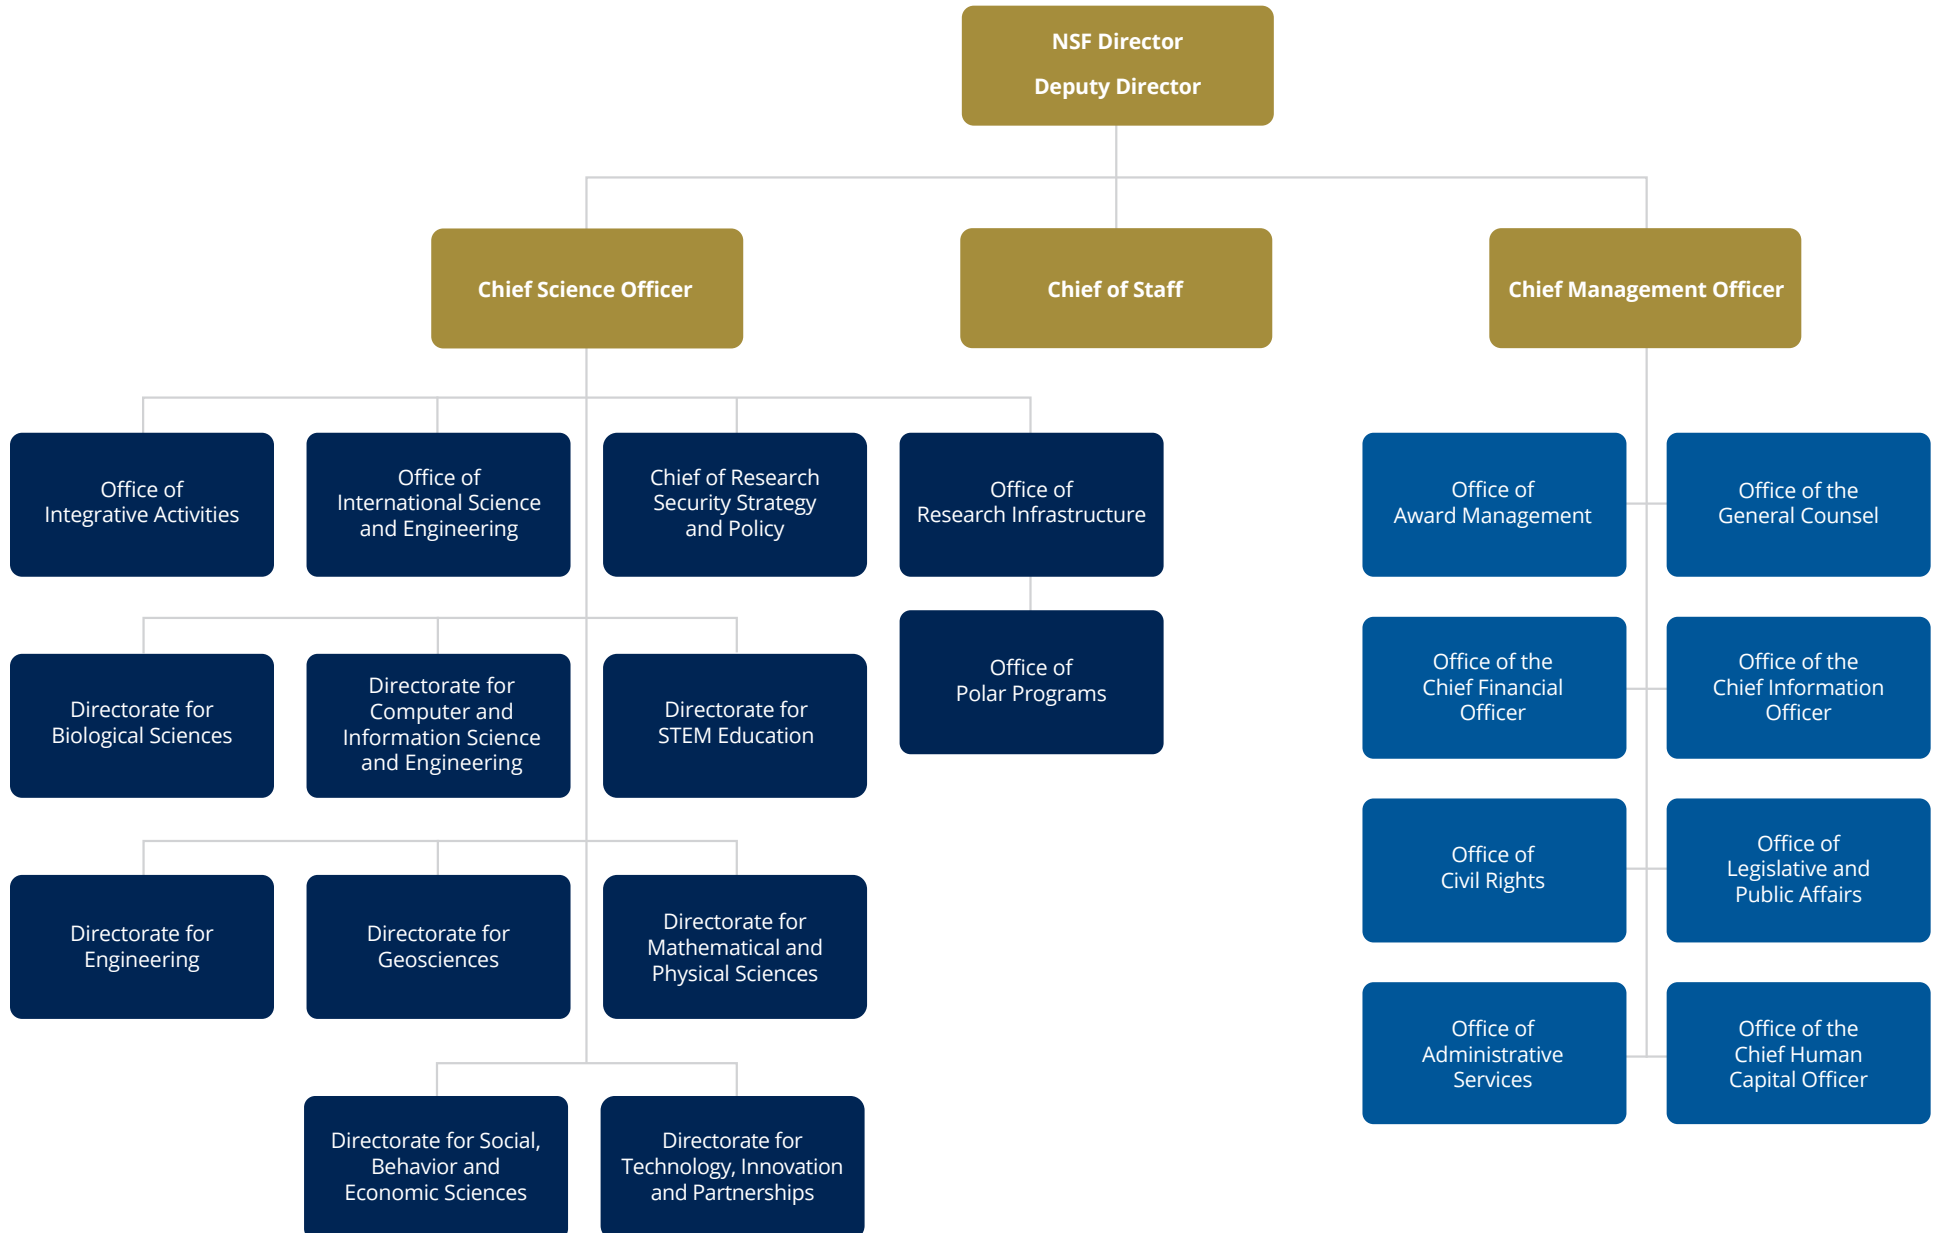 NSF Director
Deputy Director
Chief Science Officer
Chief of Staff
Chief Management Officer
Office of
Integrative Activities
Office of
International Science
and Engineering
Chief of Research
Security Strategy
and Policy
Office of
Research Infrastructure
Office of
Award Management
Office of the
General Counsel
Directorate for
Biological Sciences
Directorate for
Computer and
Information Science
and Engineering
Directorate for
STEM Education
Office of
Polar Programs
Office of the
Chief Financial
Officer
Office of the
Chief Information
Officer
Directorate for
Engineering
Directorate for
Geosciences
Directorate for
Mathematical and
Physical Sciences
Office of
Civil Rights
Office of
Legislative and
Public Affairs
Directorate for Social,
Behavior and
Economic Sciences
Directorate for
Technology, Innovation
and Partnerships
Office of
Administrative
Services
Office of the
Chief Human
Capital Officer